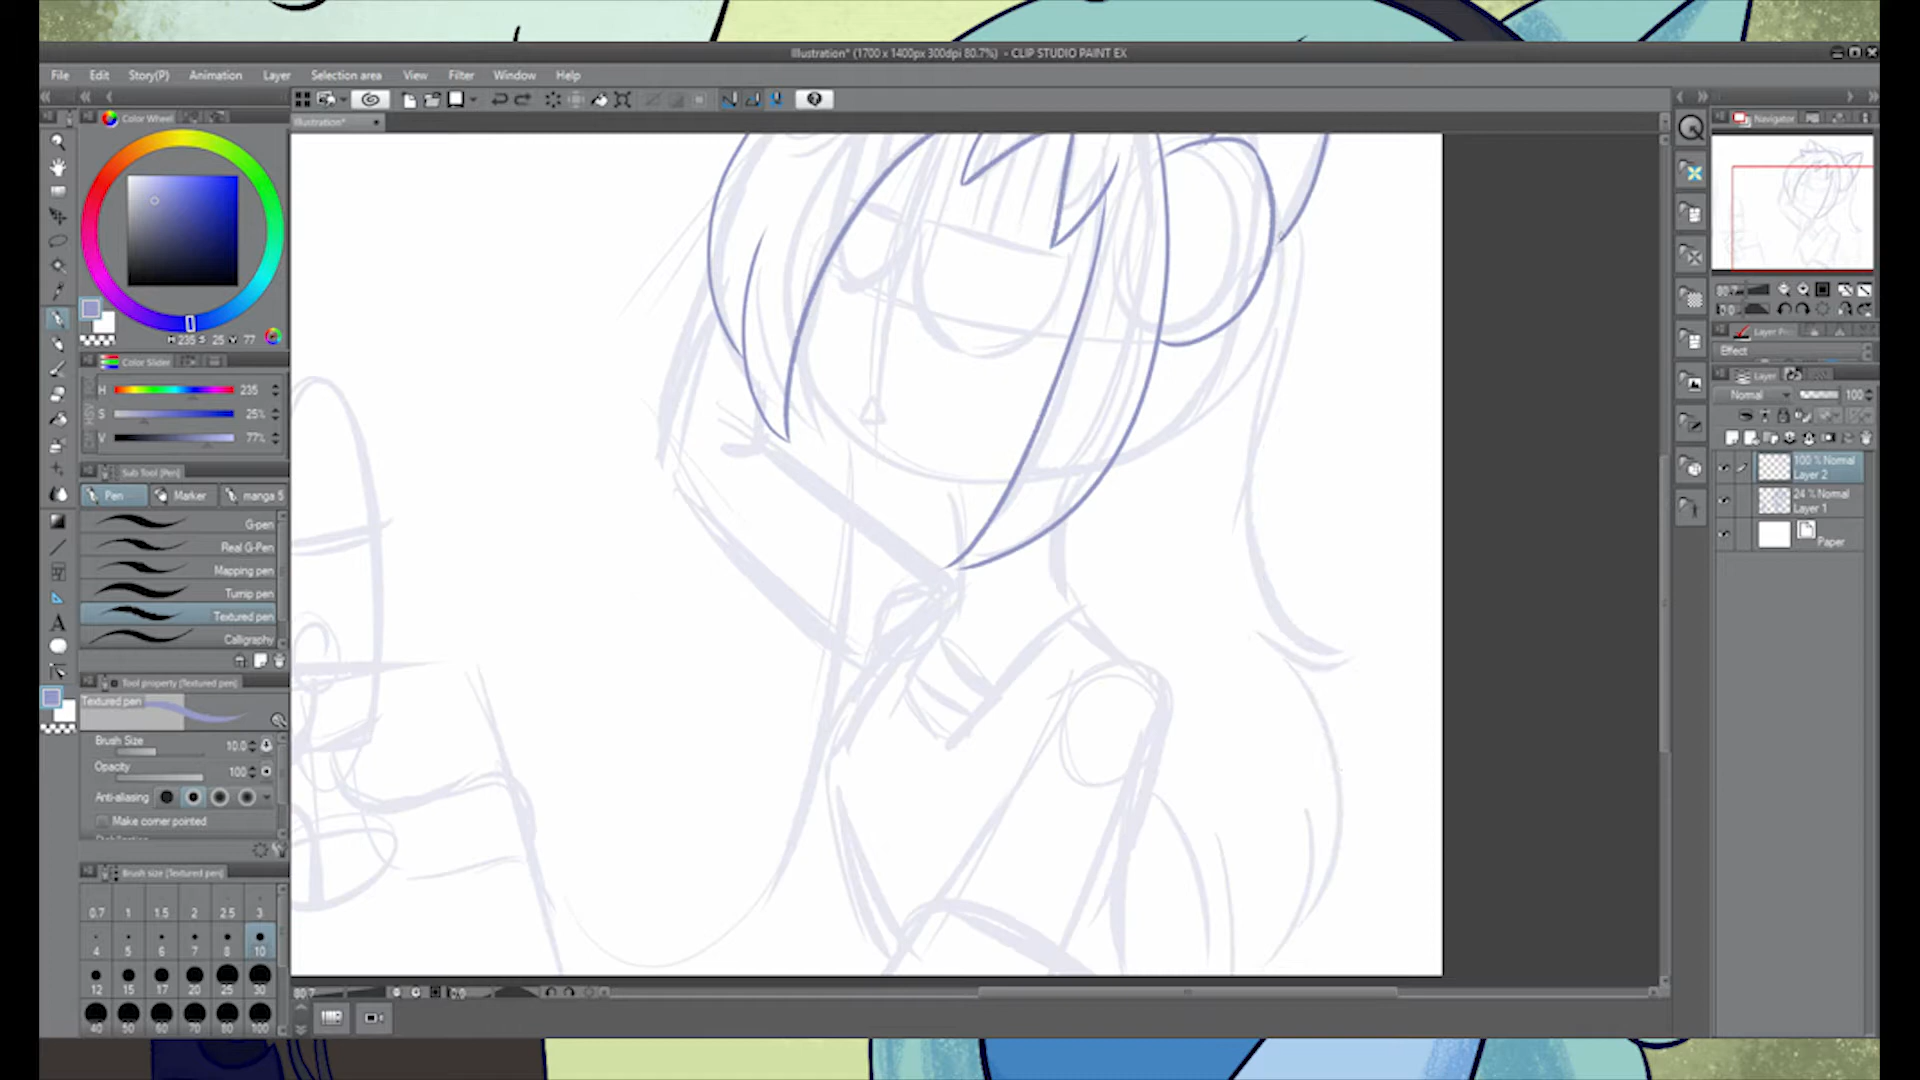 Illustration* (1700 x 1400px 300dpi 80.7%) - CLIP STUDIO PAINT EX
File Edit Story(P) Animation Layer Selection area View Filter Window Help
Color Wheel
Illustration*
Navigator
H 235 S 25 V 77
Color Slider
H 235
S 25%
V 77%
Effect
Layer
Normal 100
100 % Normal
Layer 2
24 % Normal
Layer 1
Paper
Sub Tool [Pen]
Pen Marker manga 5
G-pen
Real G-Pen
Mapping pen
Turnip pen
Textured pen
Calligraphy
Tool property [Textured pen]
Textured pen
Brush Size 10.0
Opacity 100
Anti-aliasing
Make corner pointed
Brush size [Textured pen]
0.7 1 1.5 2 2.5 3
4 5 6 7 8 10
12 15 17 20 25 30
40 50 60 70 80 100
80.7